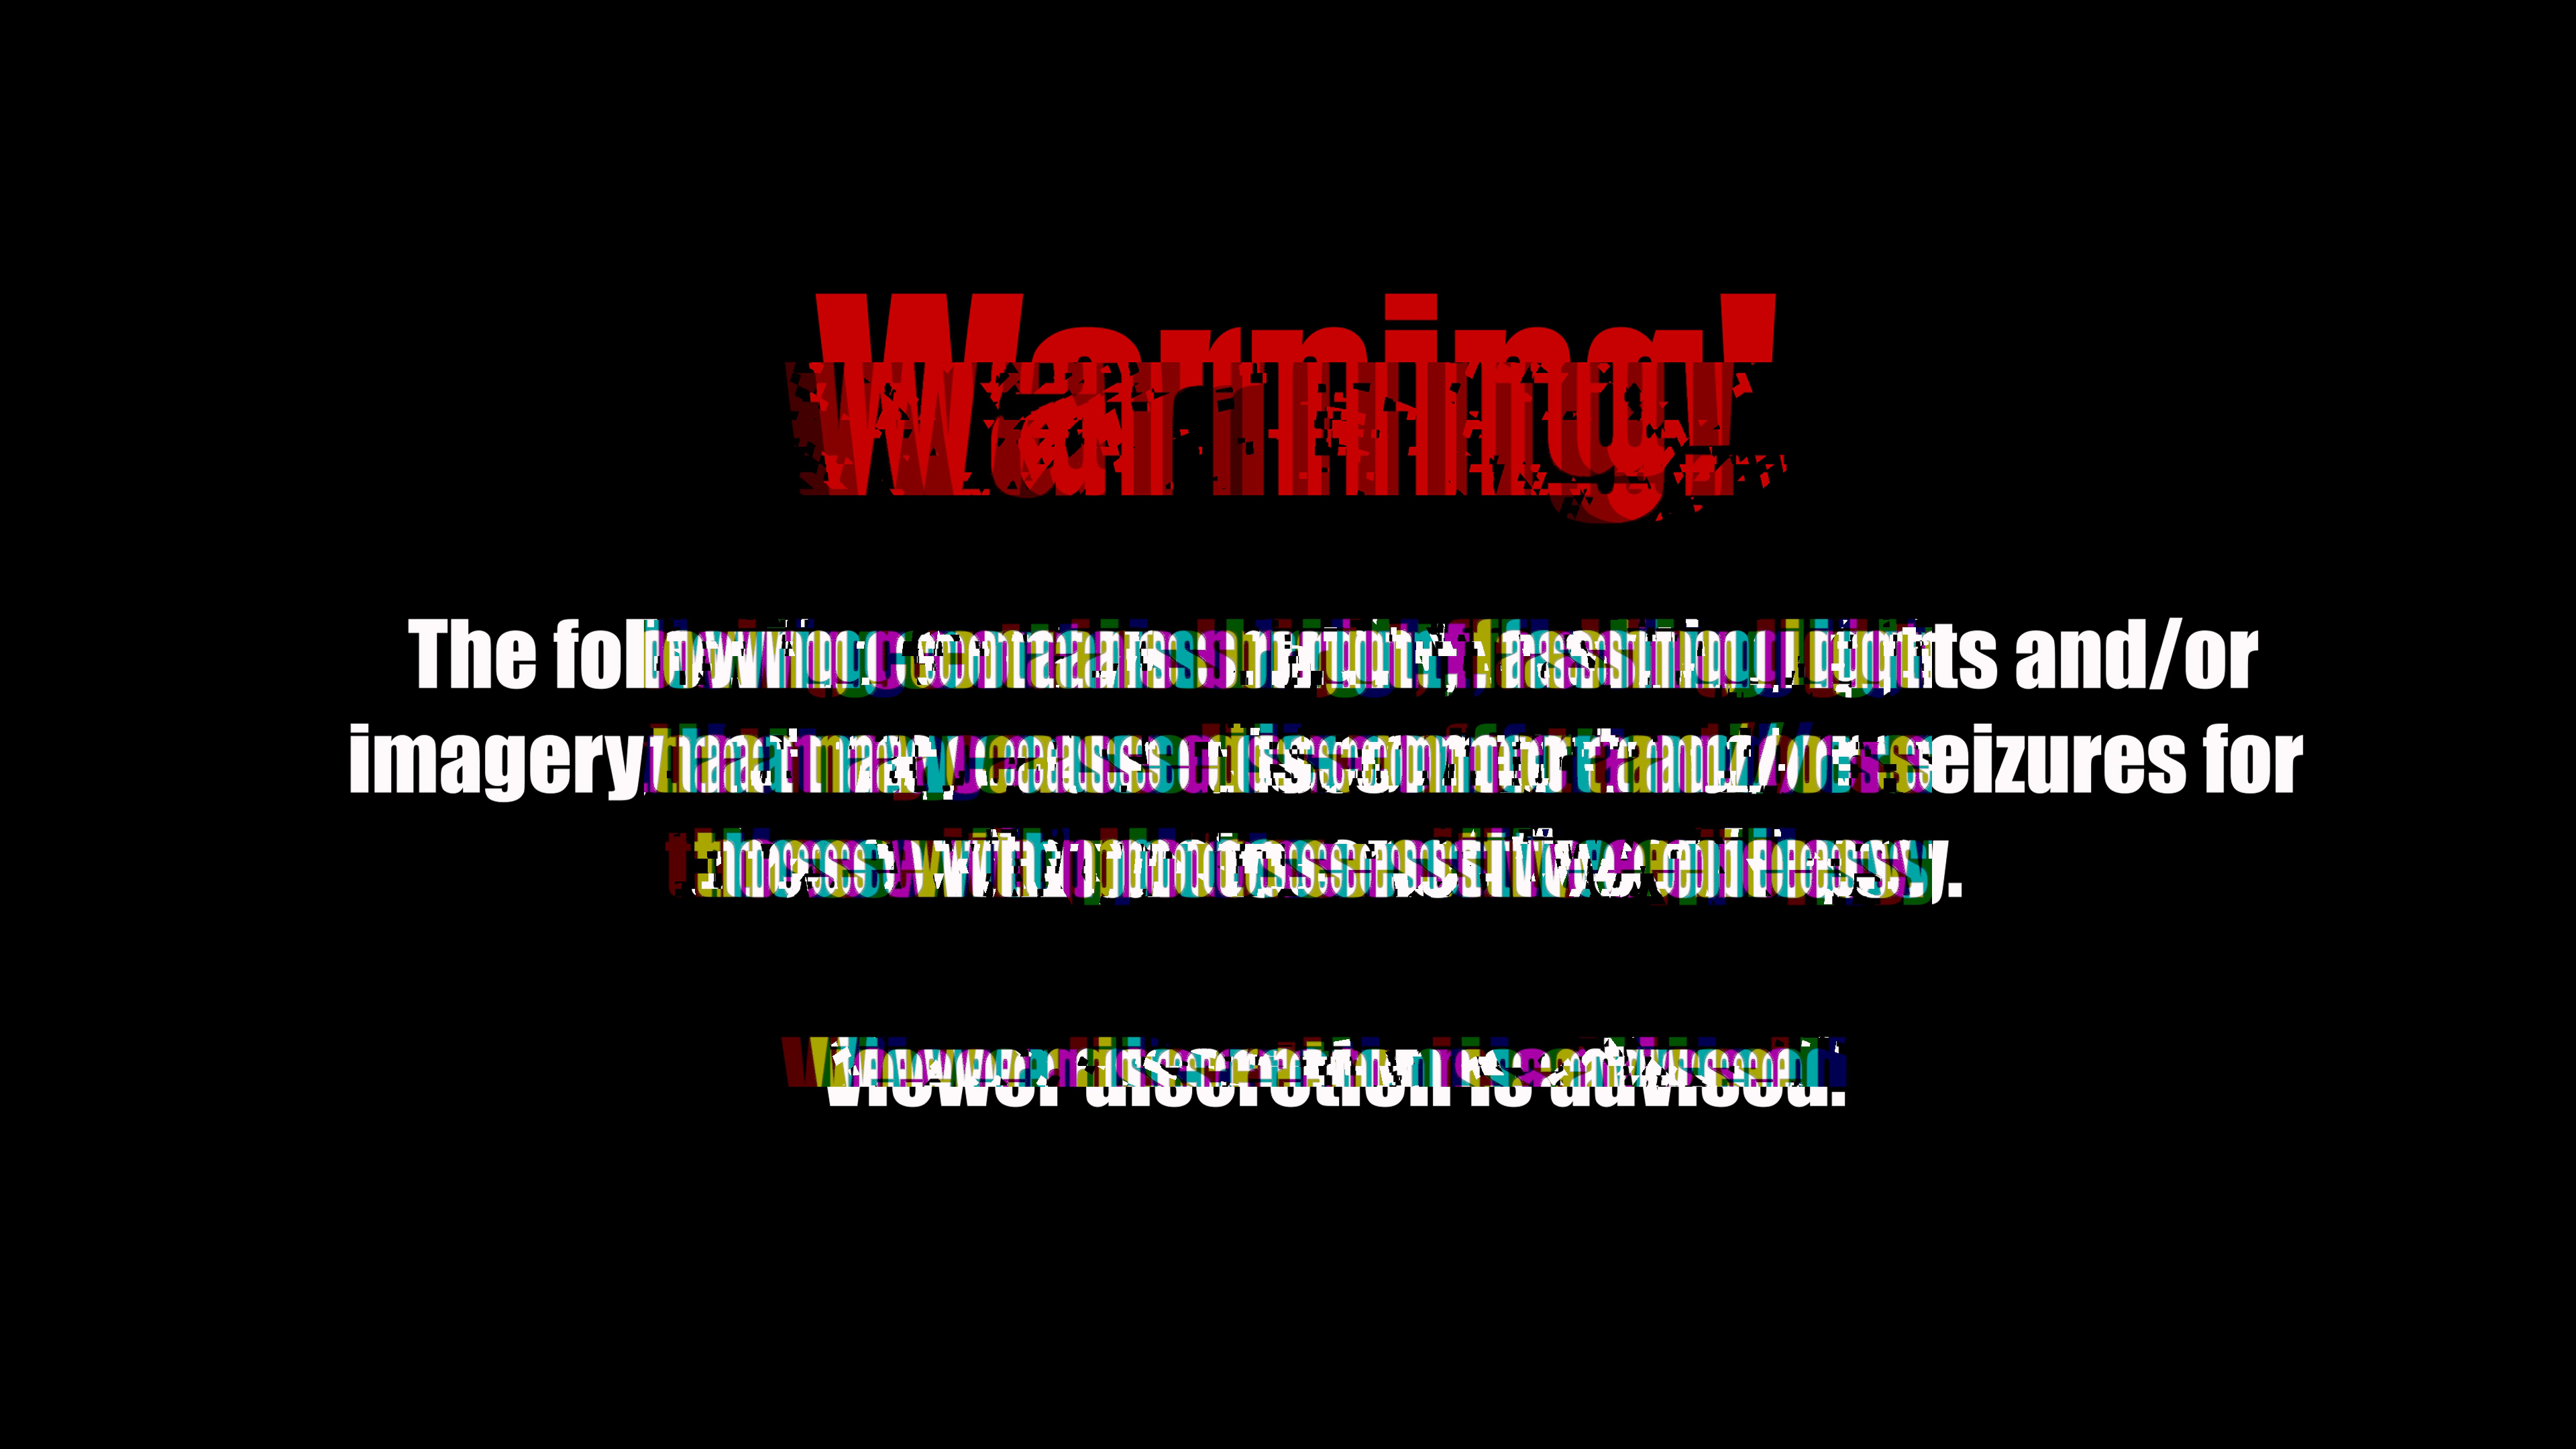 Warning!
The following contains bright, flashing lights and/or
imagery that may cause discomfort and/or seizures for
those with photosensitive epilepsy.
Viewer discretion is advised.